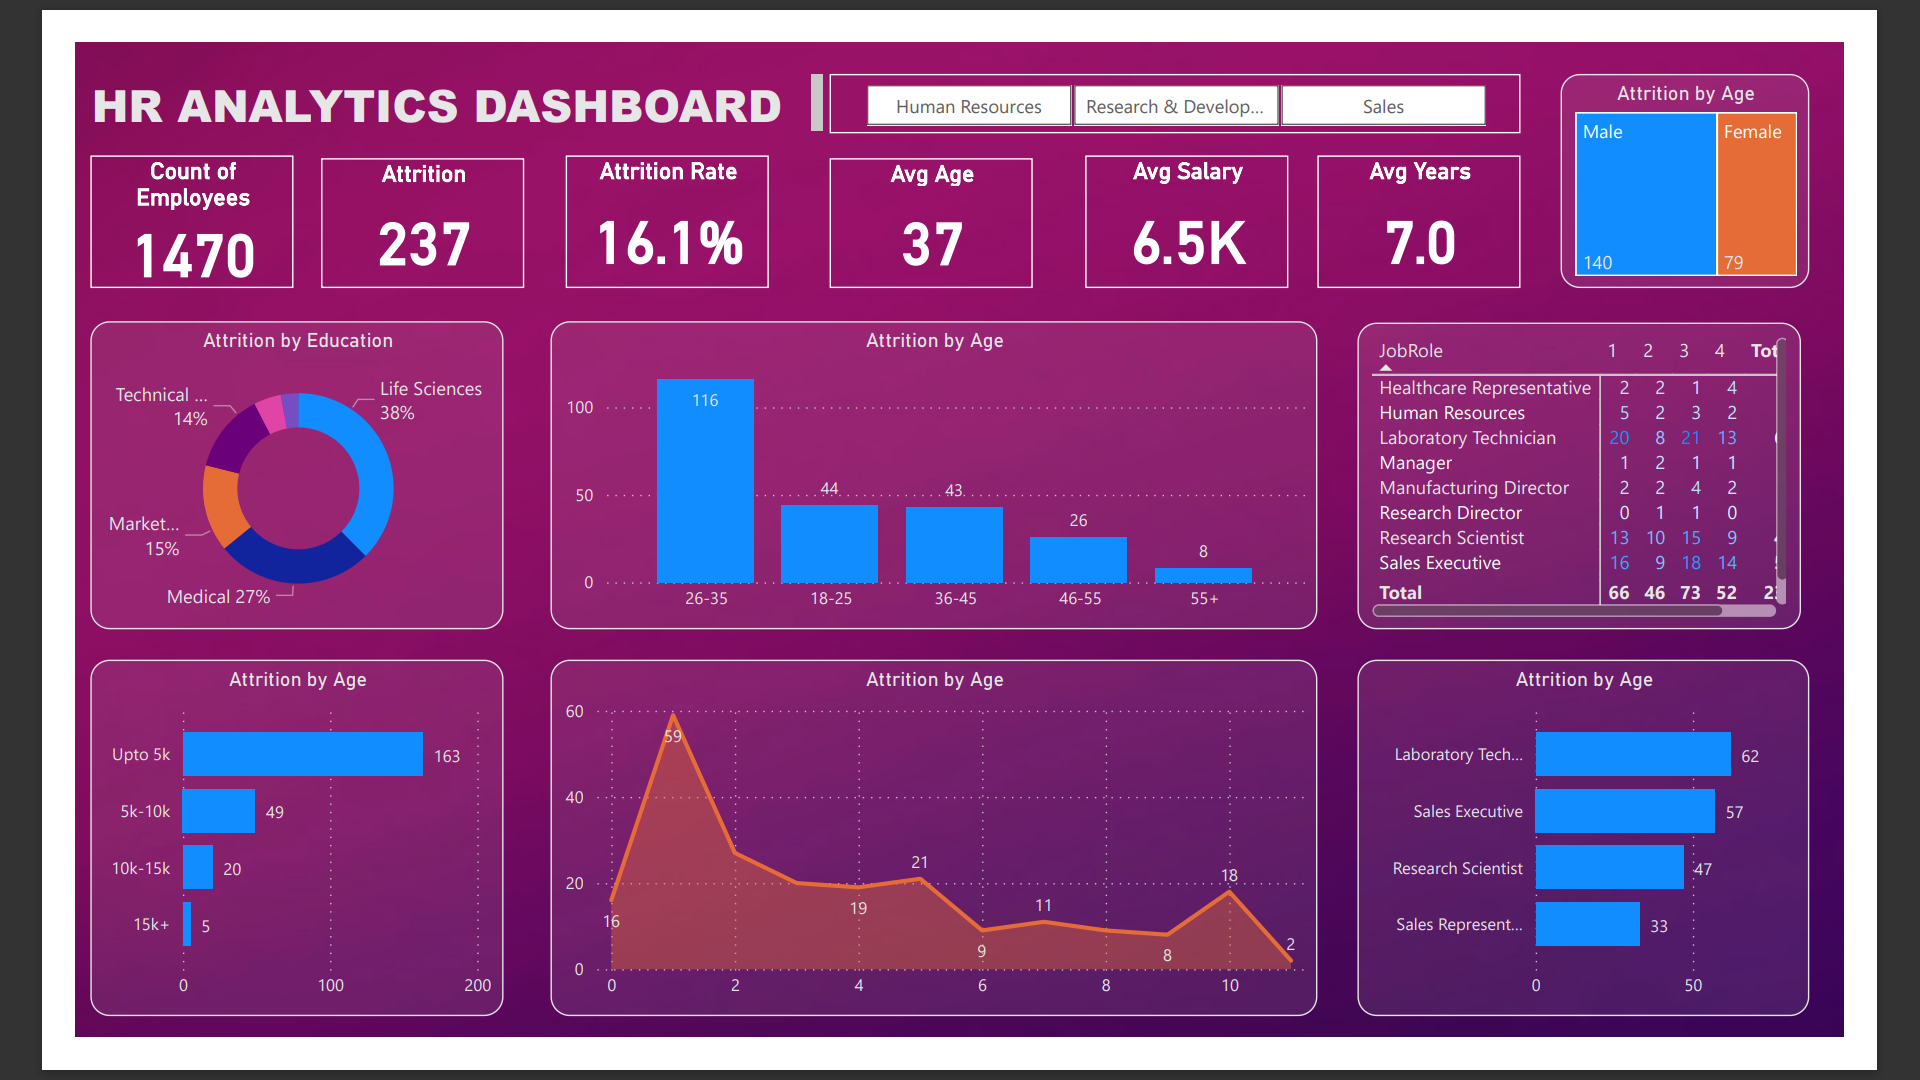 HR ANALYTICS DASHBOARD
Human Resources
Research & Develop...
Sales
Count of
Employees
1470
Attrition
237
Attrition Rate
16.1%
Avg Age
37
Avg Salary
6.5K
Avg Years
7.0
Attrition by Age
Male
Female
140
79
Attrition by Education
Technical ...
14%
Life Sciences
38%
Market...
15%
Medical 27%
Attrition by Age
100
50
0
116
44
43
26
8
26-35
18-25
36-45
46-55
55+
JobRole 1 2 3 4 Tot
Healthcare Representative 2 2 1 4
Human Resources 5 2 3 2
Laboratory Technician 20 8 21 13
Manager 1 2 1 1
Manufacturing Director 2 2 4 2
Research Director 0 1 1 0
Research Scientist 13 10 15 9
Sales Executive 16 9 18 14
Total 66 46 73 52
Attrition by Age
Upto 5k 163
5k-10k 49
10k-15k 20
15k+ 5
0 100 200
Attrition by Age
60
40
20
0
16
59
19
21
9
11
8
18
2
0 2 4 6 8 10
Attrition by Age
Laboratory Tech... 62
Sales Executive 57
Research Scientist 47
Sales Represent... 33
0 50